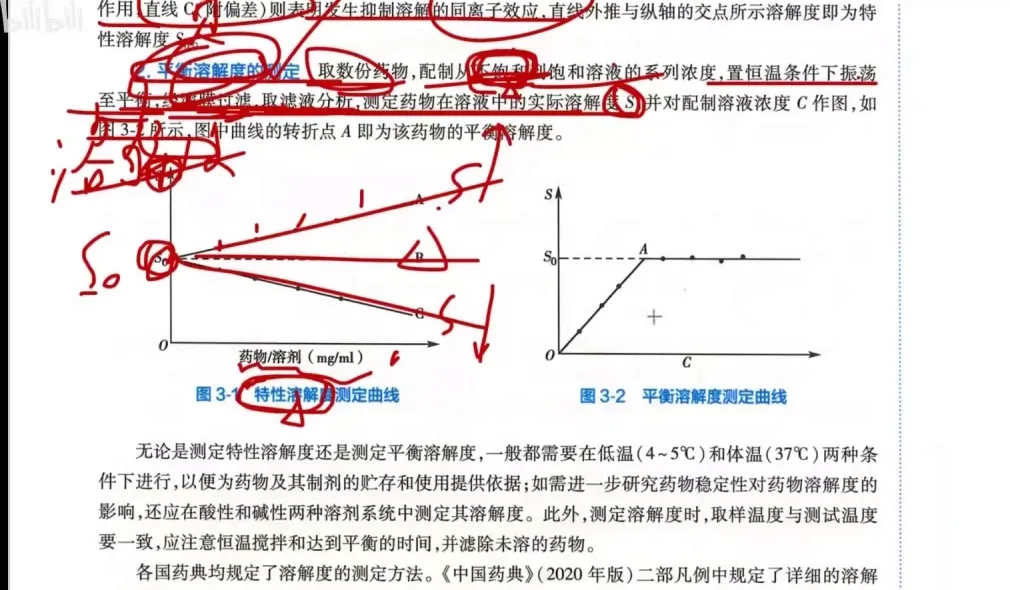 bilibili
作用,直线C(附偏差)则表明发生抑制溶解的同离子效应,直线外推与纵轴的交点所示溶解度即为特
性溶解度S
2. 平衡溶解度的测定 取数份药物,配制从不饱和到饱和溶液的系列浓度,置恒温条件下振荡
至平衡,经滤膜过滤,取滤液分析,测定药物在溶液中的实际溶解度S,并对配制溶液浓度C作图,如
图3-2所示,图中曲线的转折点A即为该药物的平衡溶解度。
S
A
S₀
S₀
B
C
S
O
药物/溶剂(mg/ml)
图3-1 特性溶解度测定曲线
S
S₀
A
O
C
图3-2 平衡溶解度测定曲线
无论是测定特性溶解度还是测定平衡溶解度,一般都需要在低温(4~5℃)和体温(37℃)两种条
件下进行,以便为药物及其制剂的贮存和使用提供依据;如需进一步研究药物稳定性对药物溶解度的
影响,还应在酸性和碱性两种溶剂系统中测定其溶解度。此外,测定溶解度时,取样温度与测试温度
要一致,应注意恒温搅拌和达到平衡的时间,并滤除未溶的药物。
各国药典均规定了溶解度的测定方法。《中国药典》(2020年版)二部凡例中规定了详细的溶解